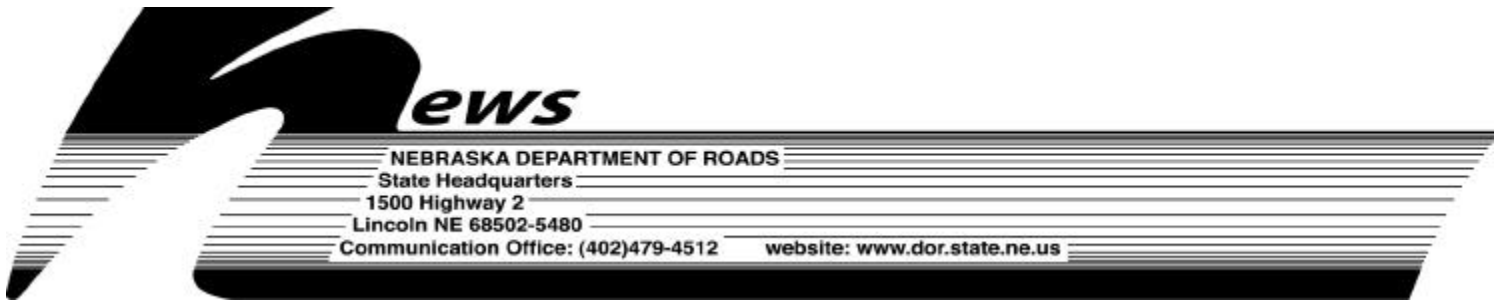 news
NEBRASKA DEPARTMENT OF ROADS
State Headquarters
1500 Highway 2
Lincoln NE 68502-5480
Communication Office: (402)479-4512 website: www.dor.state.ne.us